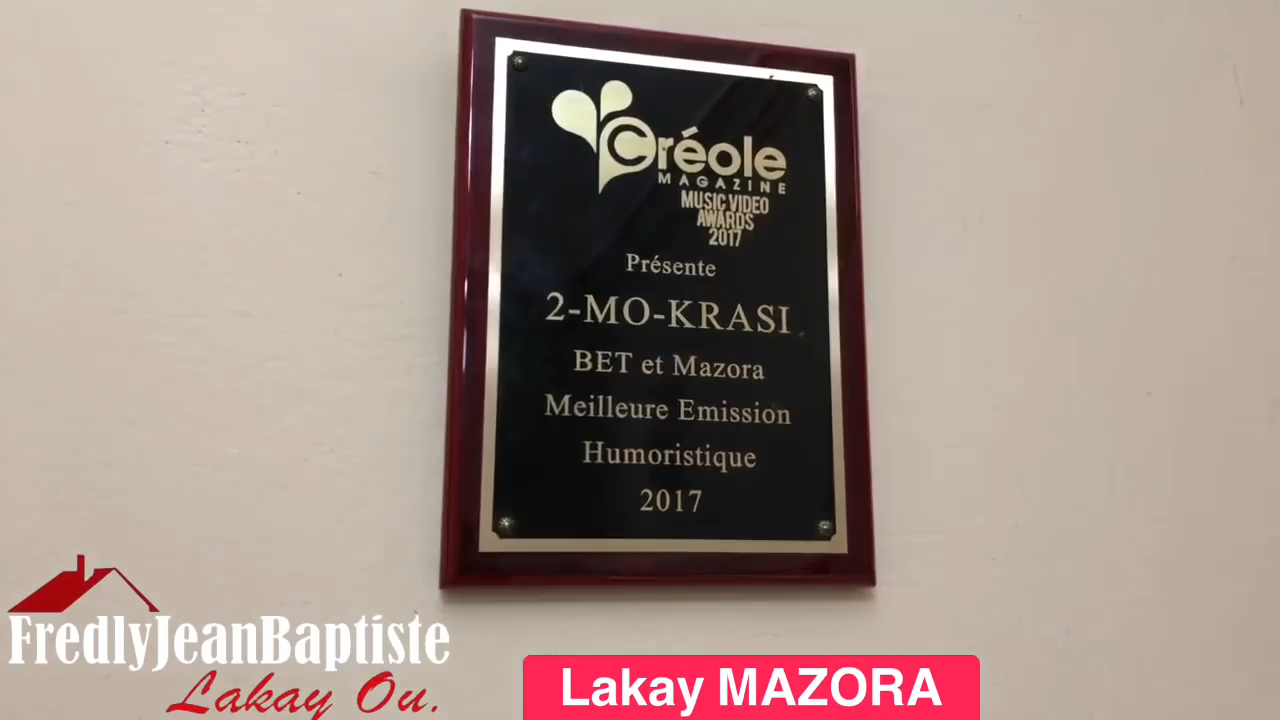 Créole
MAGAZINE
MUSIC VIDEO
AWARDS
2017
Présente
2-MO-KRASI
BET et Mazora
Meilleure Emission
Humoristique
2017
FredlyJeanBaptiste
Lakay Ou.
Lakay MAZORA